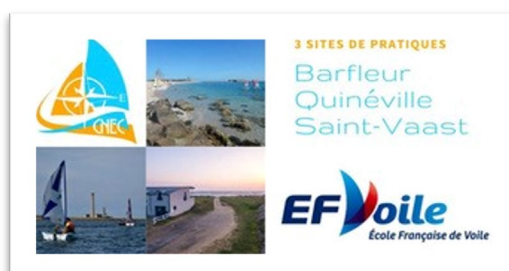 3 SITES DE PRATIQUES
Barfleur
Quinéville
Saint-Vaast
CNEC
EFVoile
École Française de Voile